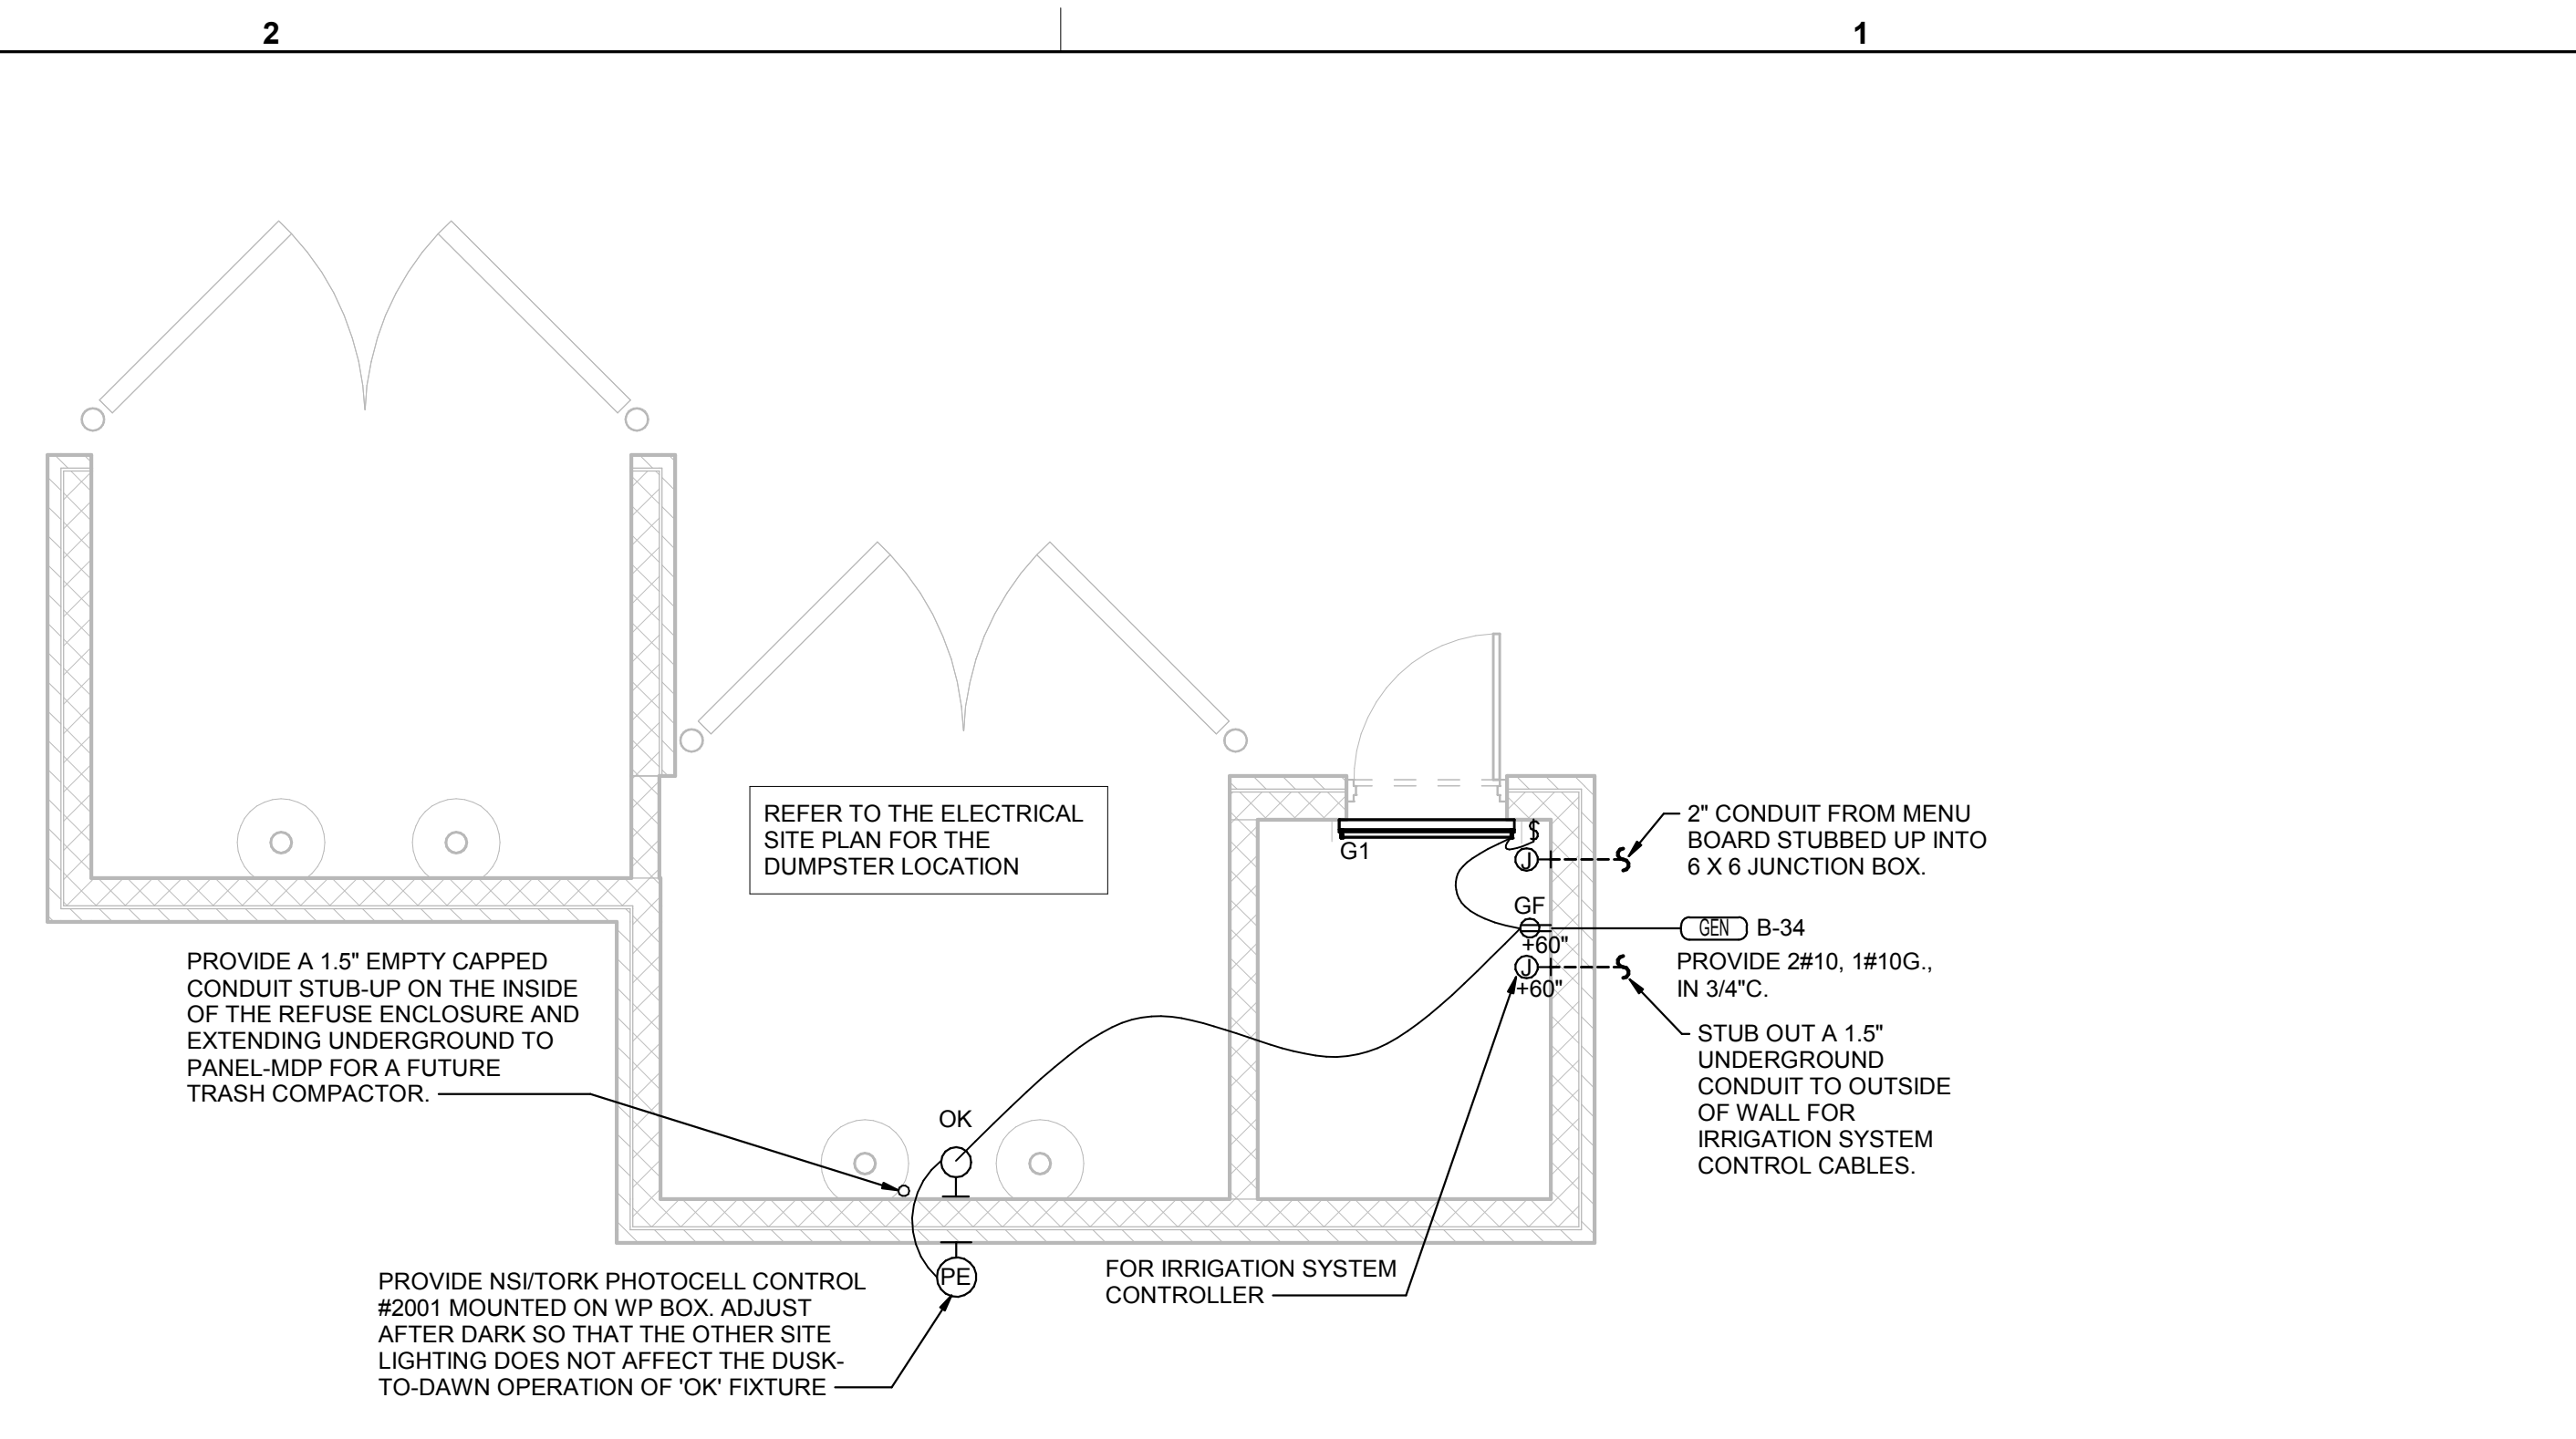 2
1
REFER TO THE ELECTRICAL
SITE PLAN FOR THE
DUMPSTER LOCATION
G1
$
J
2" CONDUIT FROM MENU
BOARD STUBBED UP INTO
6 X 6 JUNCTION BOX.
GF
+60"
GEN B-34
J
+60"
PROVIDE 2#10, 1#10G.,
IN 3/4"C.
STUB OUT A 1.5"
UNDERGROUND
CONDUIT TO OUTSIDE
OF WALL FOR
IRRIGATION SYSTEM
CONTROL CABLES.
PROVIDE A 1.5" EMPTY CAPPED
CONDUIT STUB-UP ON THE INSIDE
OF THE REFUSE ENCLOSURE AND
EXTENDING UNDERGROUND TO
PANEL-MDP FOR A FUTURE
TRASH COMPACTOR.
OK
PE
PROVIDE NSI/TORK PHOTOCELL CONTROL
#2001 MOUNTED ON WP BOX. ADJUST
AFTER DARK SO THAT THE OTHER SITE
LIGHTING DOES NOT AFFECT THE DUSK-
TO-DAWN OPERATION OF 'OK' FIXTURE
FOR IRRIGATION SYSTEM
CONTROLLER